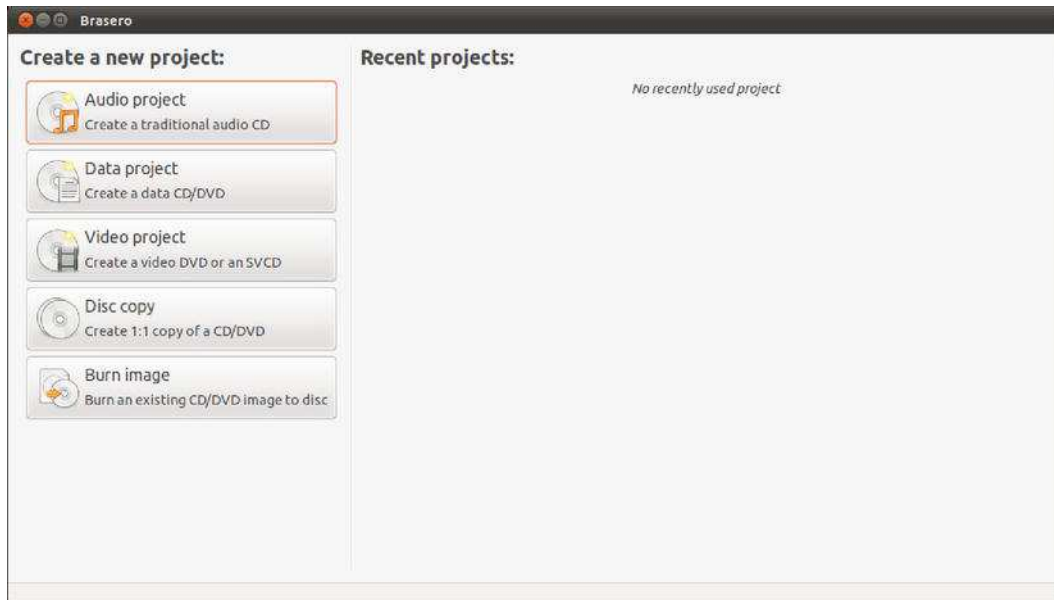 Brasero
Create a new project:
Audio project
Create a traditional audio CD
Data project
Create a data CD/DVD
Video project
Create a video DVD or an SVCD
Disc copy
Create 1:1 copy of a CD/DVD
Burn image
Burn an existing CD/DVD image to disc
Recent projects:
No recently used project